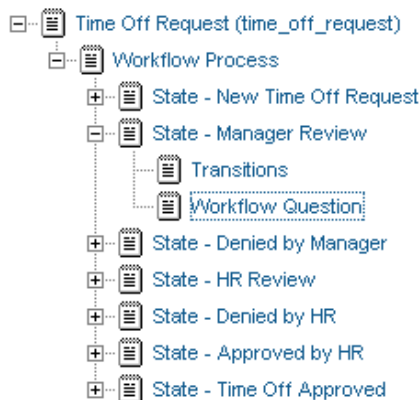 Time Off Request (time_off_request)
Workflow Process
State - New Time Off Request
State - Manager Review
Transitions
Workflow Question
State - Denied by Manager
State - HR Review
State - Denied by HR
State - Approved by HR
State - Time Off Approved